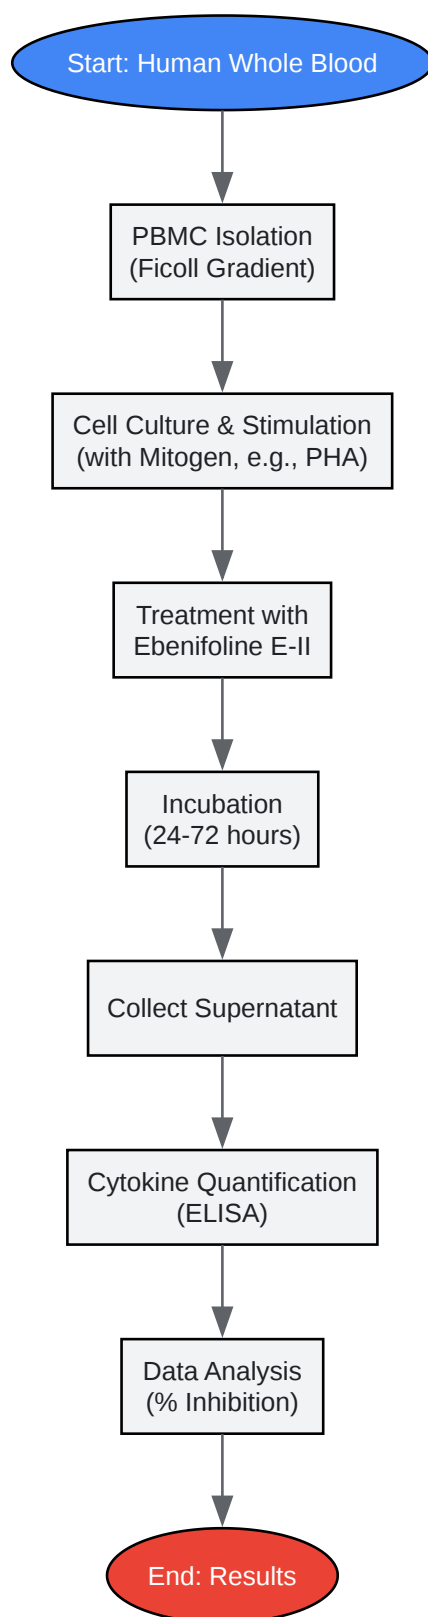 Start: Human Whole Blood
PBMC Isolation
(Ficoll Gradient)
Cell Culture & Stimulation
(with Mitogen, e.g., PHA)
Treatment with
Ebenifoline E-II
Incubation
(24-72 hours)
Collect Supernatant
Cytokine Quantification
(ELISA)
Data Analysis
(% Inhibition)
End: Results